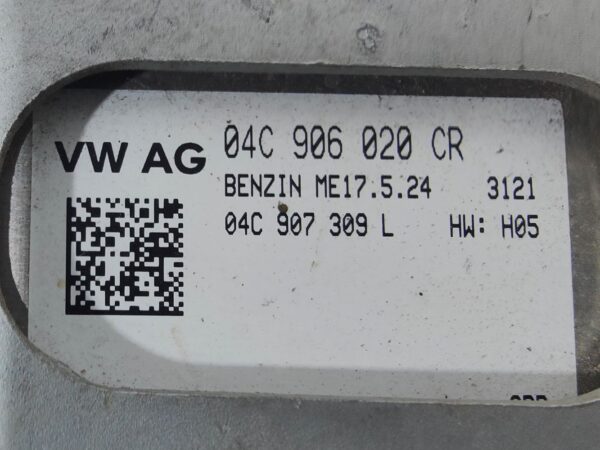 VW AG 04C 906 020 CR
BENZIN ME17.5.24 3121
04C 907 309 L HW: H05